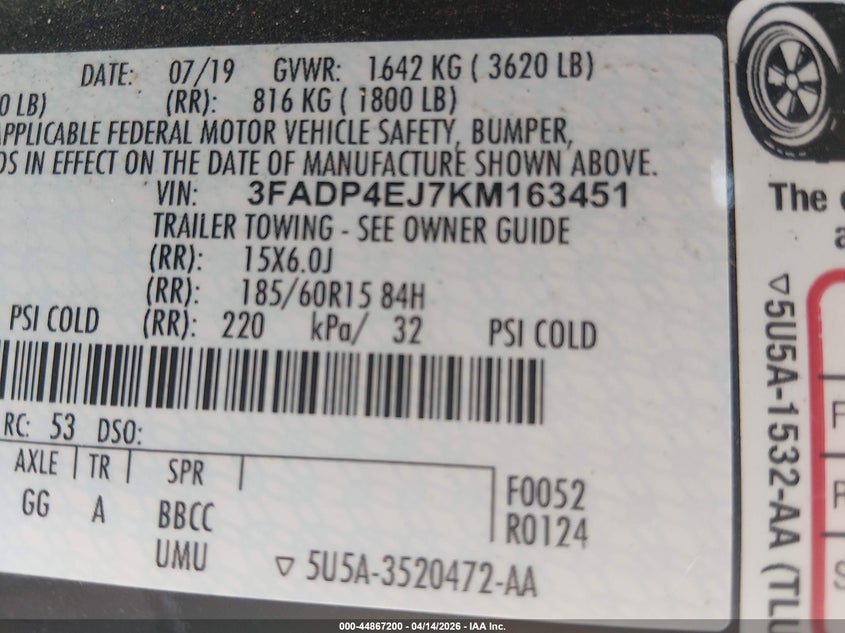 DATE: 07/19 GVWR: 1642 KG ( 3620 LB)
0 LB) (RR): 816 KG ( 1800 LB)
APPLICABLE FEDERAL MOTOR VEHICLE SAFETY, BUMPER,
DS IN EFFECT ON THE DATE OF MANUFACTURE SHOWN ABOVE.
VIN: 3FADP4EJ7KM163451
TRAILER TOWING - SEE OWNER GUIDE
(RR): 15X6.0J
(RR): 185/60R15 84H
PSI COLD (RR): 220 kPa/ 32 PSI COLD
RC: 53 DSO:
AXLE | TR | SPR
GG A BBCC
UMU
F0052
R0124
▽ 5U5A-3520472-AA
The
▽5U5A-1532-AA (TLU
F
R
S
000-44867200 - 04/14/2026 - IAA Inc.